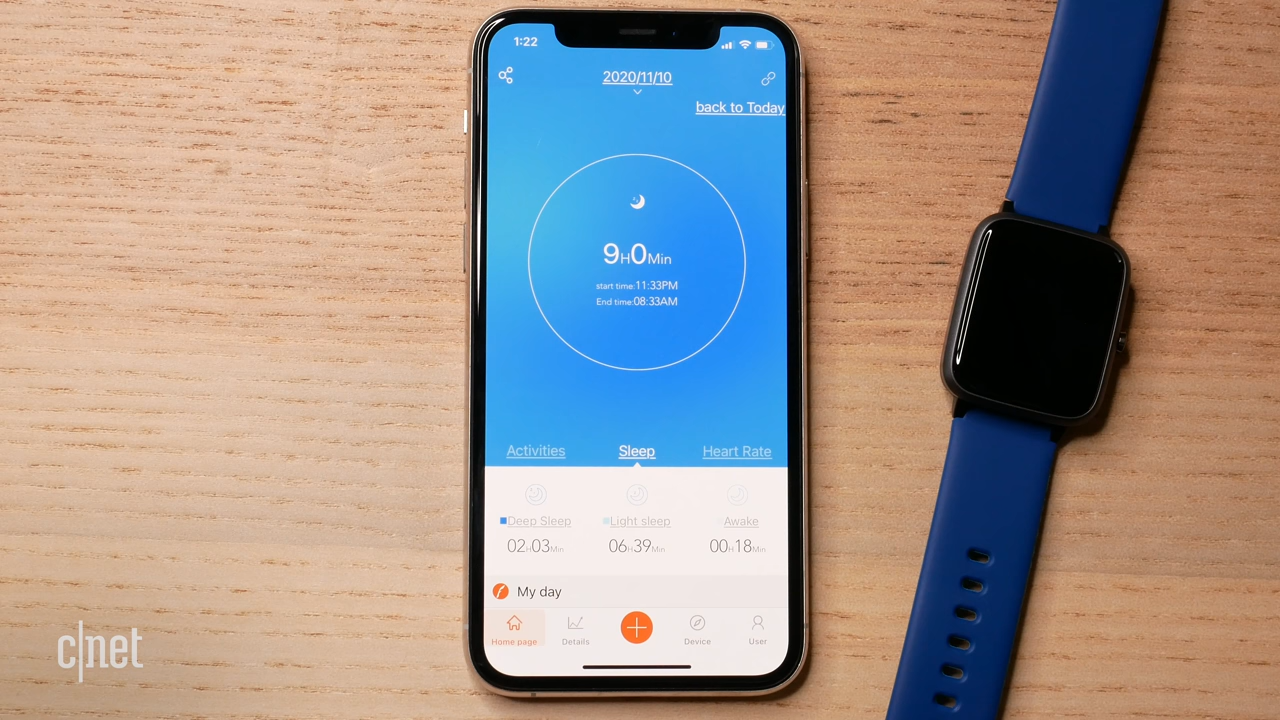 1:22
2020/11/10
back to Today
9H0Min
start time:11:33PM
End time:08:33AM
Activities Sleep Heart Rate
Deep Sleep Light sleep Awake
02H03Min 06H39Min 00H18Min
My day
Home page Details Device User
c|net